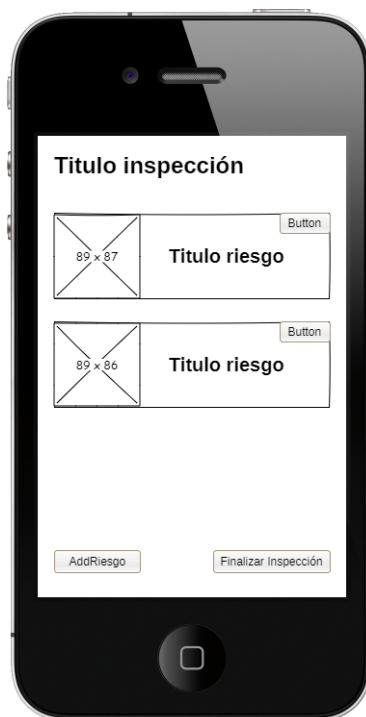 Titulo inspección
Button
89 x 87
Titulo riesgo
Button
89 x 86
Titulo riesgo
AddRiesgo
Finalizar Inspección